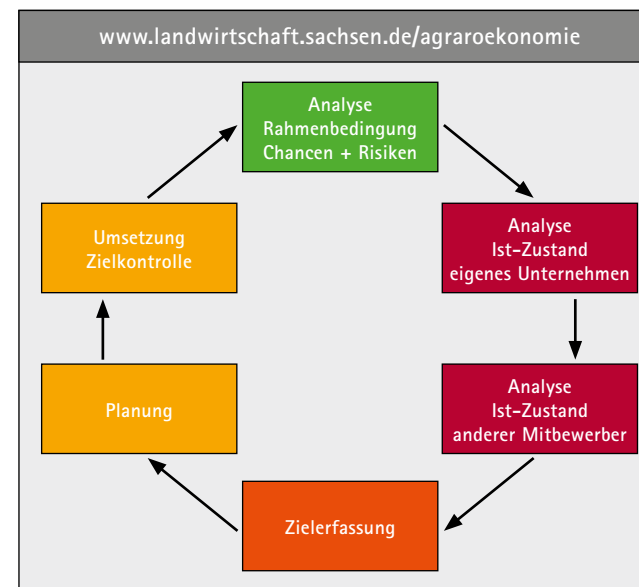 www.landwirtschaft.sachsen.de/agraroekonomie
Analyse
Rahmenbedingung
Chancen + Risiken
Analyse
Ist-Zustand
eigenes Unternehmen
Analyse
Ist-Zustand
anderer Mitbewerber
Zielerfassung
Planung
Umsetzung
Zielkontrolle